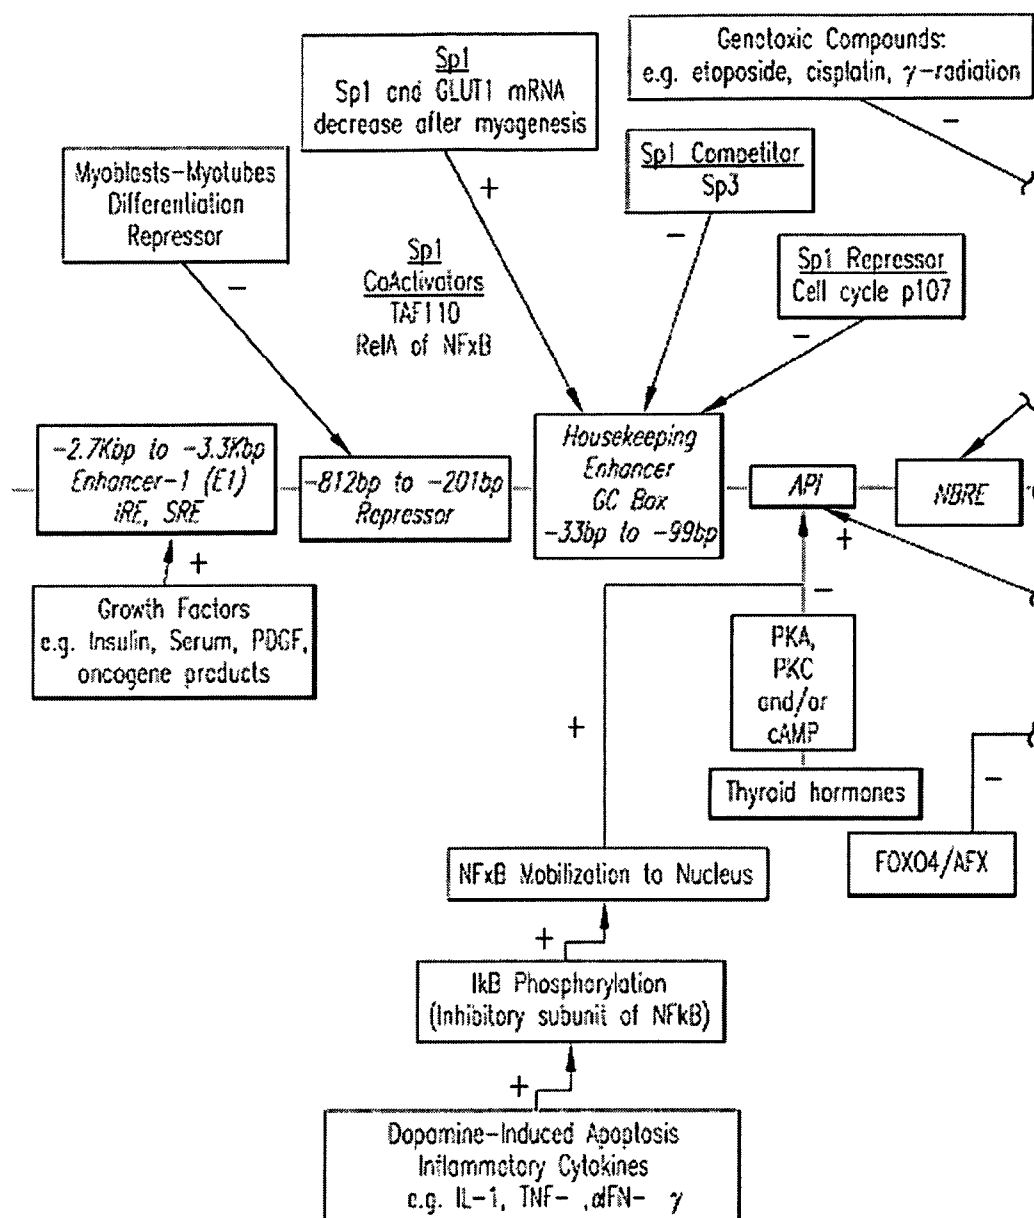 Genotoxic Compounds:
e.g. etoposide, cisplatin, γ-radiation
−
Sp1
Sp1 and GLUT1 mRNA
decrease after myogenesis
+
Sp1 Competitor
Sp3
−
Myoblasts-Myotubes
Differentiation
Repressor
−
Sp1
CoActivators
TAF110
RelA of NFxB
Sp1 Repressor
Cell cycle p107
−
-2.7Kbp to -3.3Kbp
Enhancer-1 (E1)
IRE, SRE
-812bp to -201bp
Repressor
Housekeeping
Enhancer
GC Box
-33bp to -99bp
API
NBRE
+
+
Growth Factors
e.g. Insulin, Serum, PDGF,
oncogene products
−
PKA,
PKC
and/or
cAMP
+
Thyroid hormones
−
FOXO4/AFX
NFxB Mobilization to Nucleus
+
IkB Phosphorylation
(Inhibitory subunit of NFkB)
+
Dopamine-Induced Apoptosis
Inflammatory Cytokines
e.g. IL-1, TNF- ,αIFN- γ